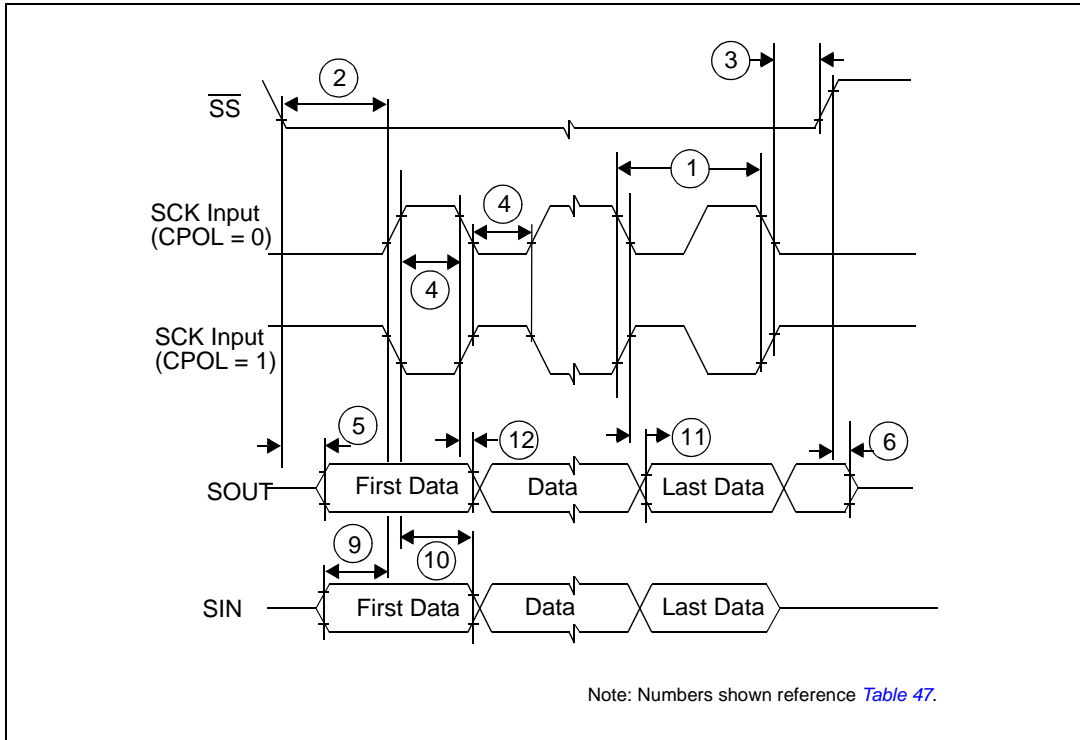 3
2
SS
1
SCK Input
(CPOL = 0)
4
4
SCK Input
(CPOL = 1)
5
12
11
6
SOUT
First Data
Data
Last Data
9
10
SIN
First Data
Data
Last Data
Note: Numbers shown reference Table 47.